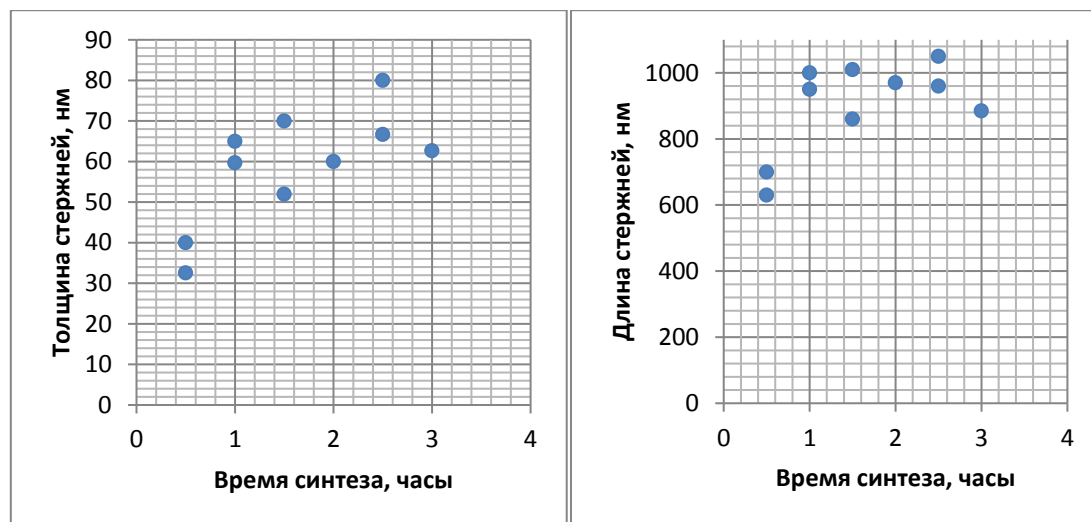 Толщина стержней, нм
90
80
70
60
50
40
30
20
10
0
0 1 2 3 4
Время синтеза, часы
Длина стержней, нм
1000
800
600
400
200
0
0 1 2 3 4
Время синтеза, часы